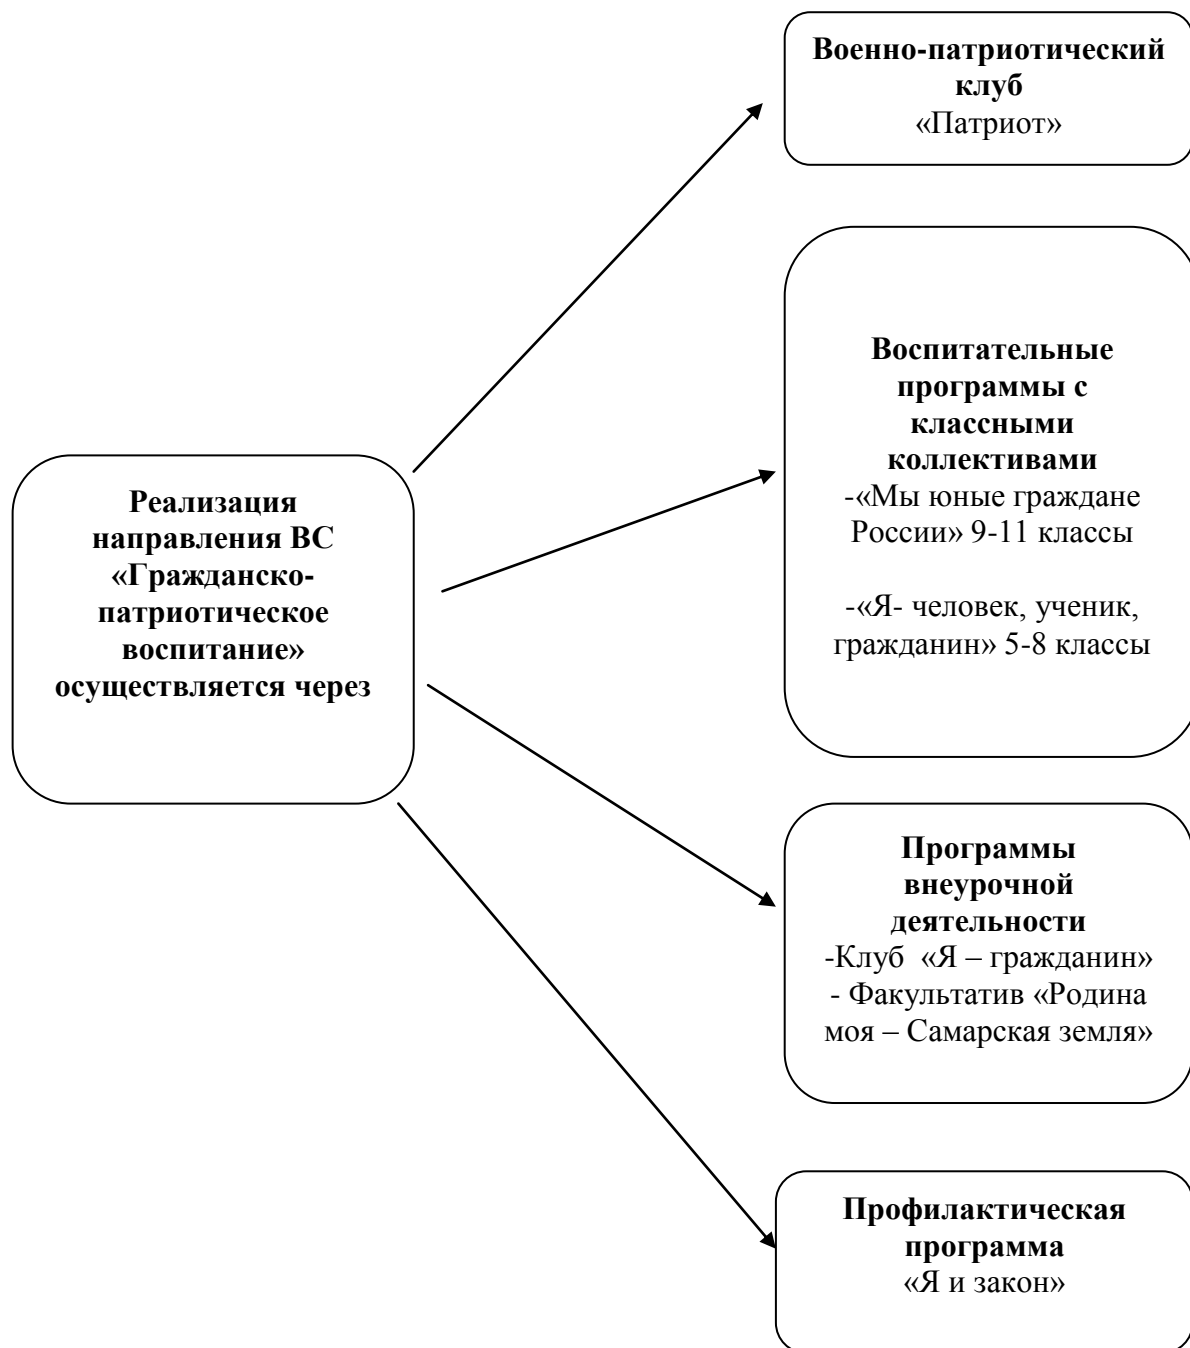 Военно-патриотический
клуб
«Патриот»
Воспитательные
программы с
классными
коллективами
-«Мы юные граждане
России» 9-11 классы
-«Я- человек, ученик,
гражданин» 5-8 классы
Реализация
направления ВС
«Гражданско-
патриотическое
воспитание»
осуществляется через
Программы
внеурочной
деятельности
-Клуб  «Я – гражданин»
- Факультатив «Родина
моя – Самарская земля»
Профилактическая
программа
«Я и закон»